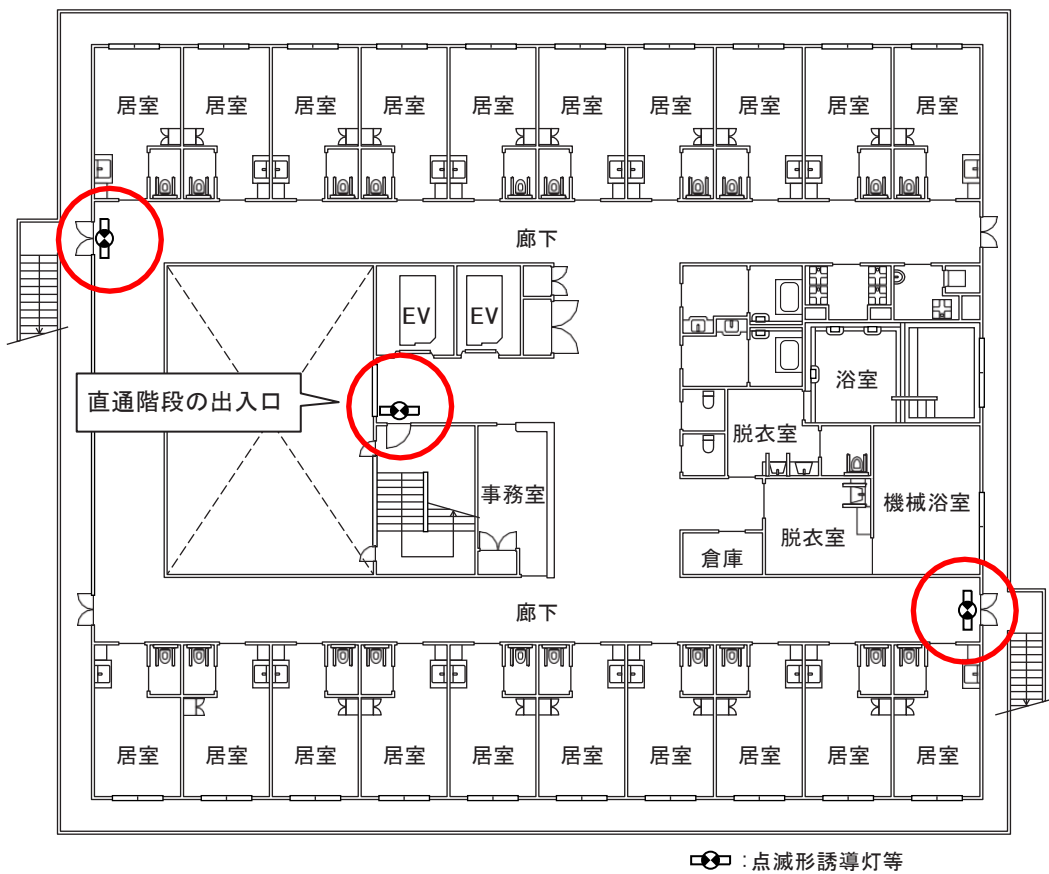 居室 居室 居室 居室 居室 居室 居室 居室 居室 居室
廊下
EV EV
浴室
直通階段の出入口
脱衣室
事務室
機械浴室
脱衣室
倉庫
廊下
居室 居室 居室 居室 居室 居室 居室 居室 居室 居室
：点滅形誘導灯等